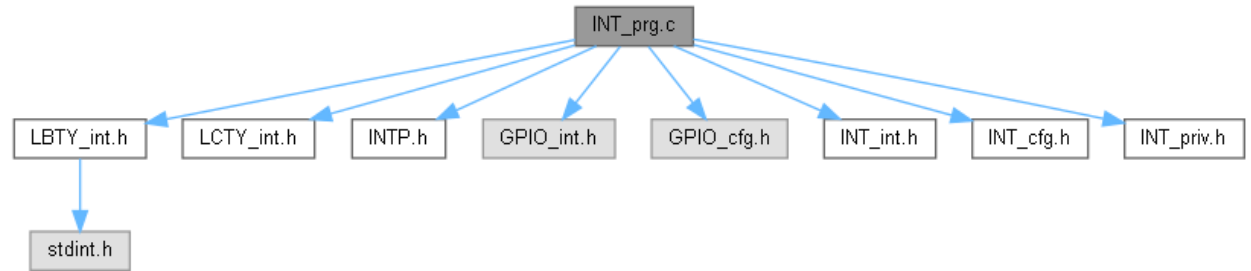 INT_prg.c
LBTY_int.h
LCTY_int.h
INTP.h
GPIO_int.h
GPIO_cfg.h
INT_int.h
INT_cfg.h
INT_priv.h
stdint.h